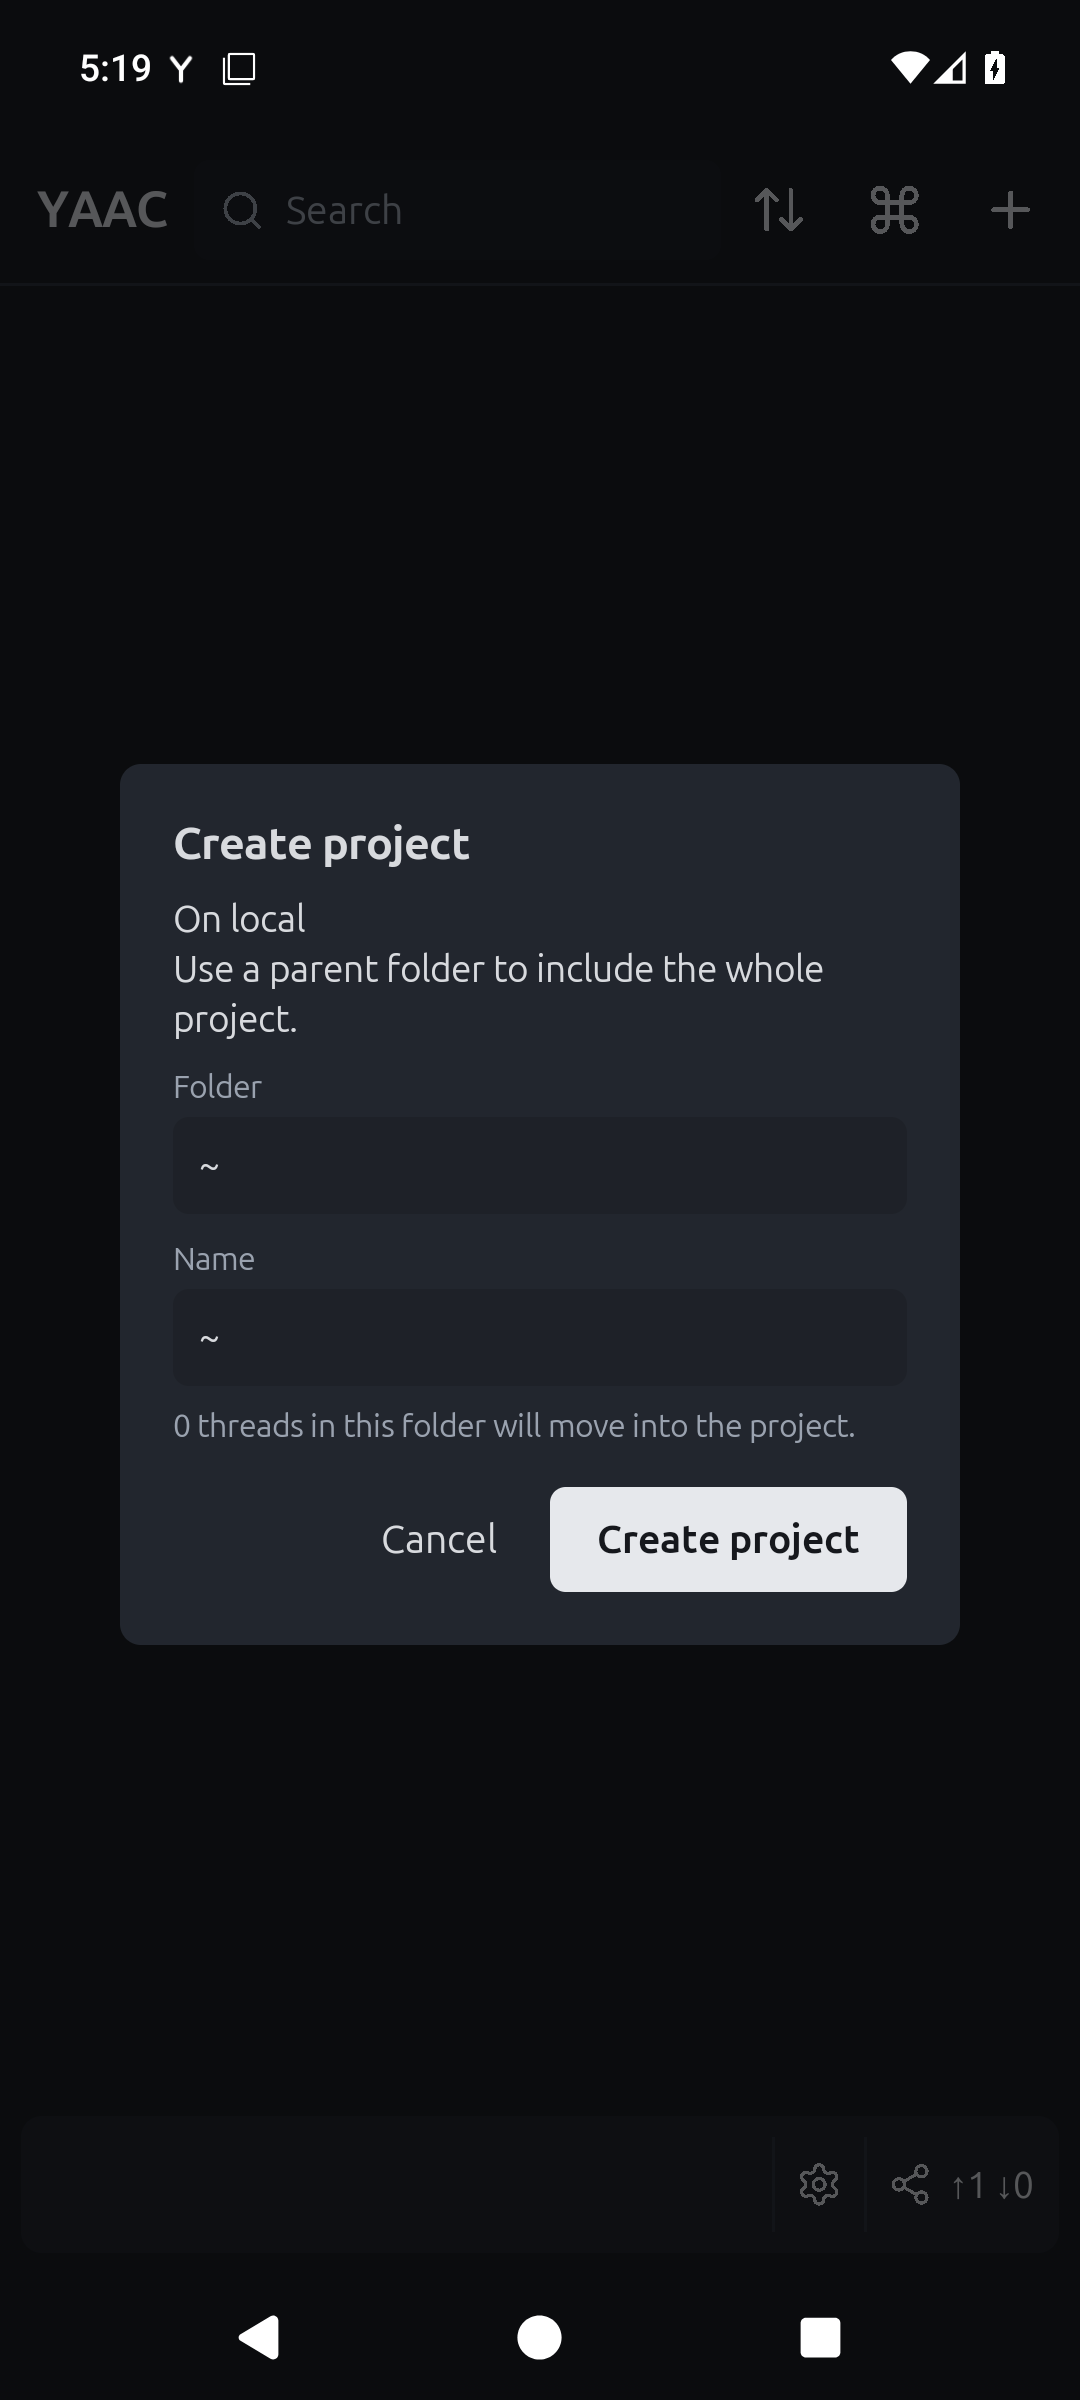 5:19
YAAC
Search
Create project
On local
Use a parent folder to include the whole
project.
Folder
~
Name
~
0 threads in this folder will move into the project.
Cancel
Create project
↑1 ↓0